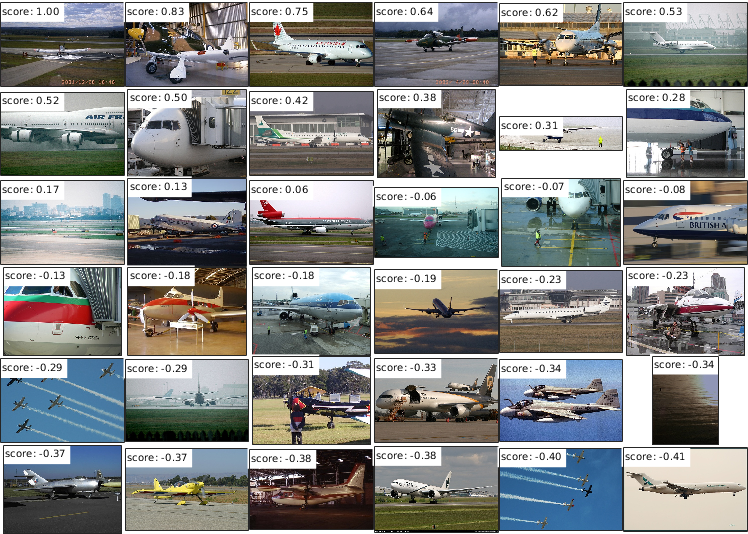 score: 1.00
score: 0.83
score: 0.75
score: 0.64
score: 0.62
score: 0.53
score: 0.52
AIR FR
score: 0.50
score: 0.42
score: 0.38
score: 0.31
score: 0.28
score: 0.17
score: 0.13
score: 0.06
score: -0.06
score: -0.07
score: -0.08
BRITISH A
score: -0.13
score: -0.18
score: -0.18
score: -0.19
score: -0.23
score: -0.23
score: -0.29
score: -0.29
score: -0.31
score: -0.33
score: -0.34
score: -0.34
score: -0.37
score: -0.37
score: -0.38
score: -0.38
score: -0.40
score: -0.41